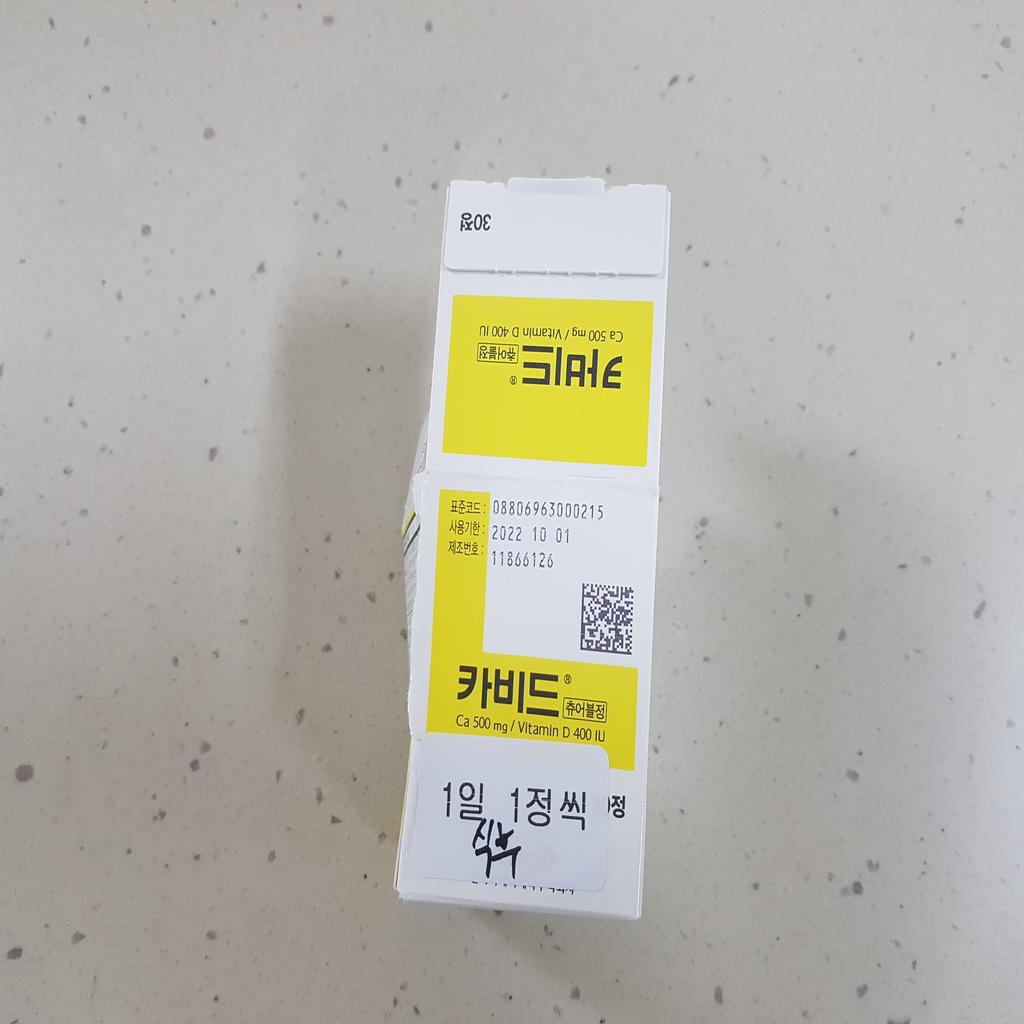 30정
Ca 500 mg / Vitamin D 400 IU
카비드® 츄어블정
표준코드 : 08806963000215
사용기한 : 2022 10 01
제조번호 : 11866126
카비드® 츄어블정
Ca 500 mg / Vitamin D 400 IU
1일 1정씩
정
식후